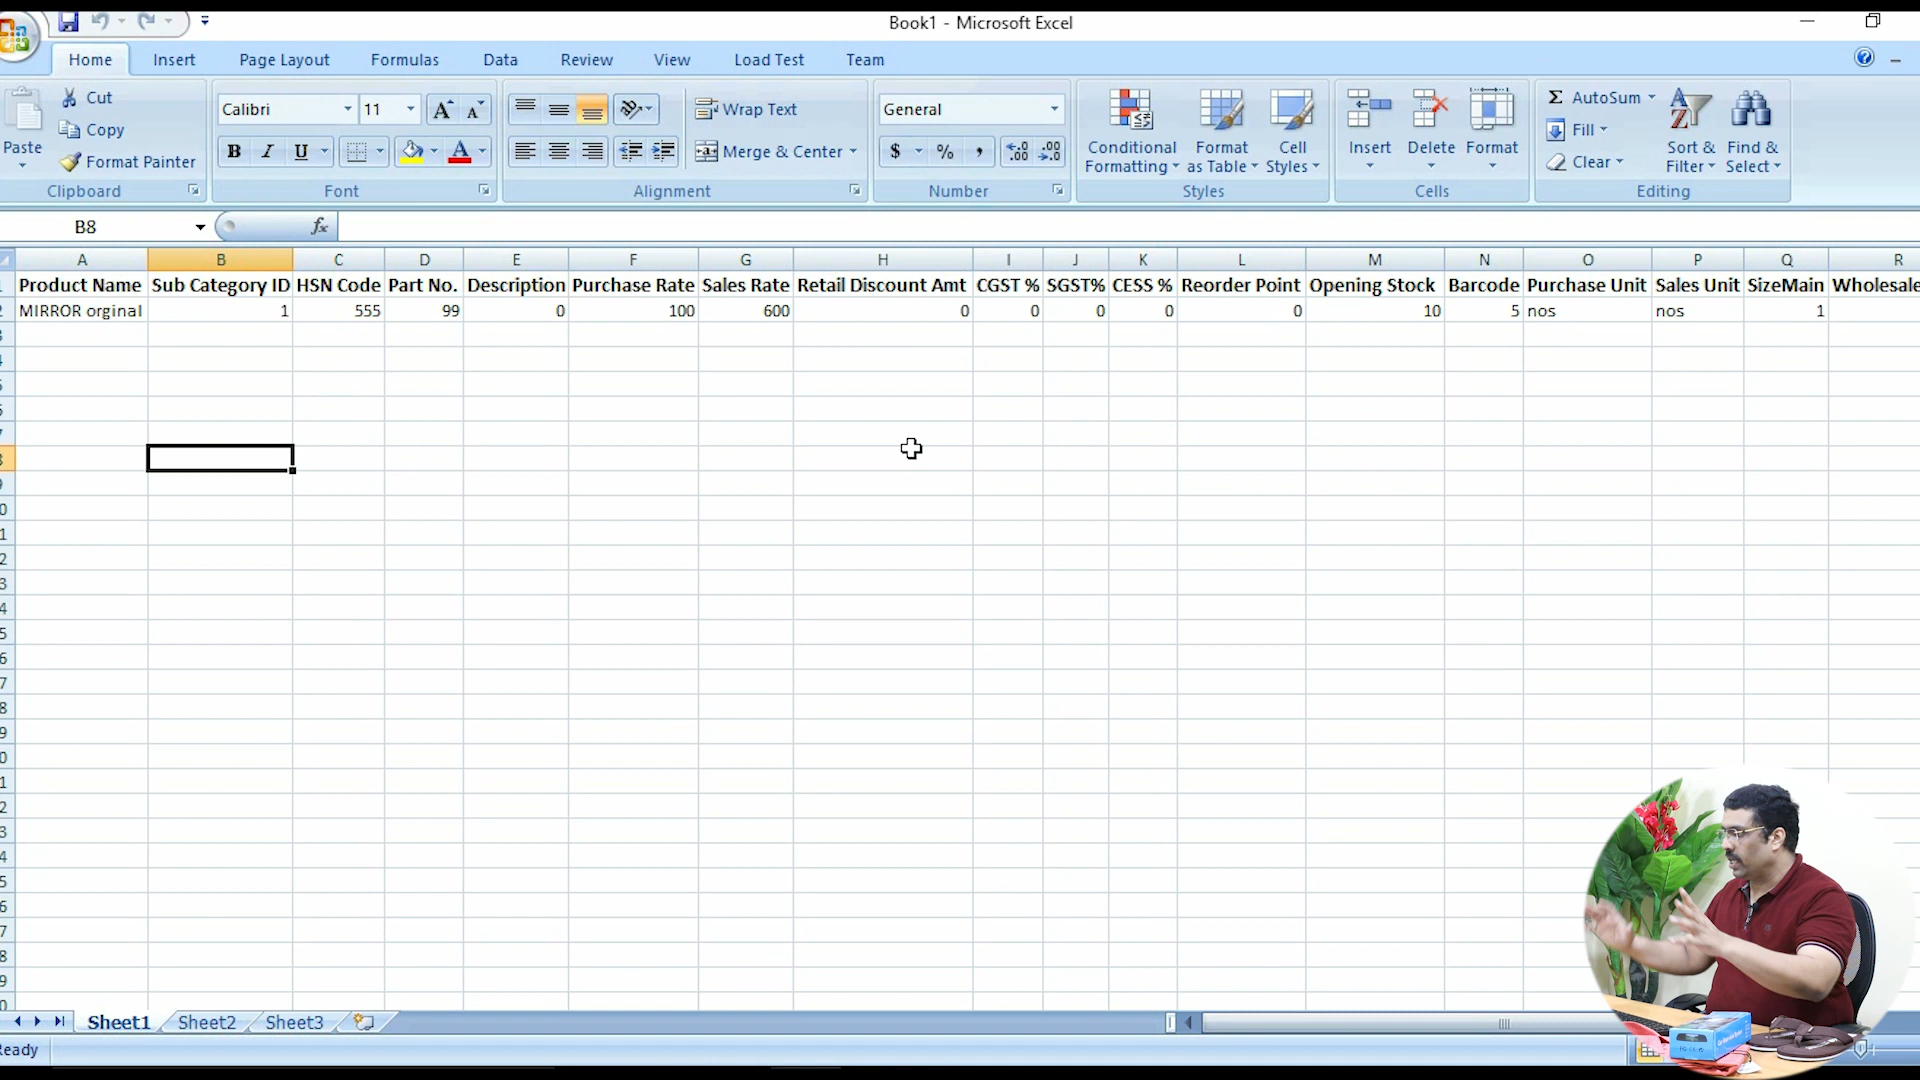 Book1 - Microsoft Excel
Home Insert Page Layout Formulas Data Review View Load Test Team
Paste
Cut
Copy
Format Painter
Clipboard
Calibri 11
B I U A
Font
Wrap Text
Merge & Center
Alignment
General
$ % ,
Number
Conditional Formatting
Format as Table
Cell Styles
Styles
Insert Delete Format
Cells
Σ AutoSum
Fill
Clear
Sort & Filter
Find & Select
Editing
B8 fx
A B C D E F G H I J K L M N O P Q R
Product Name Sub Category ID HSN Code Part No. Description Purchase Rate Sales Rate Retail Discount Amt CGST % SGST% CESS % Reorder Point Opening Stock Barcode Purchase Unit Sales Unit SizeMain Wholesale
MIRROR orginal 1 555 99 0 100 600 0 0 0 0 0 10 5 nos nos 1
Sheet1 Sheet2 Sheet3
Ready